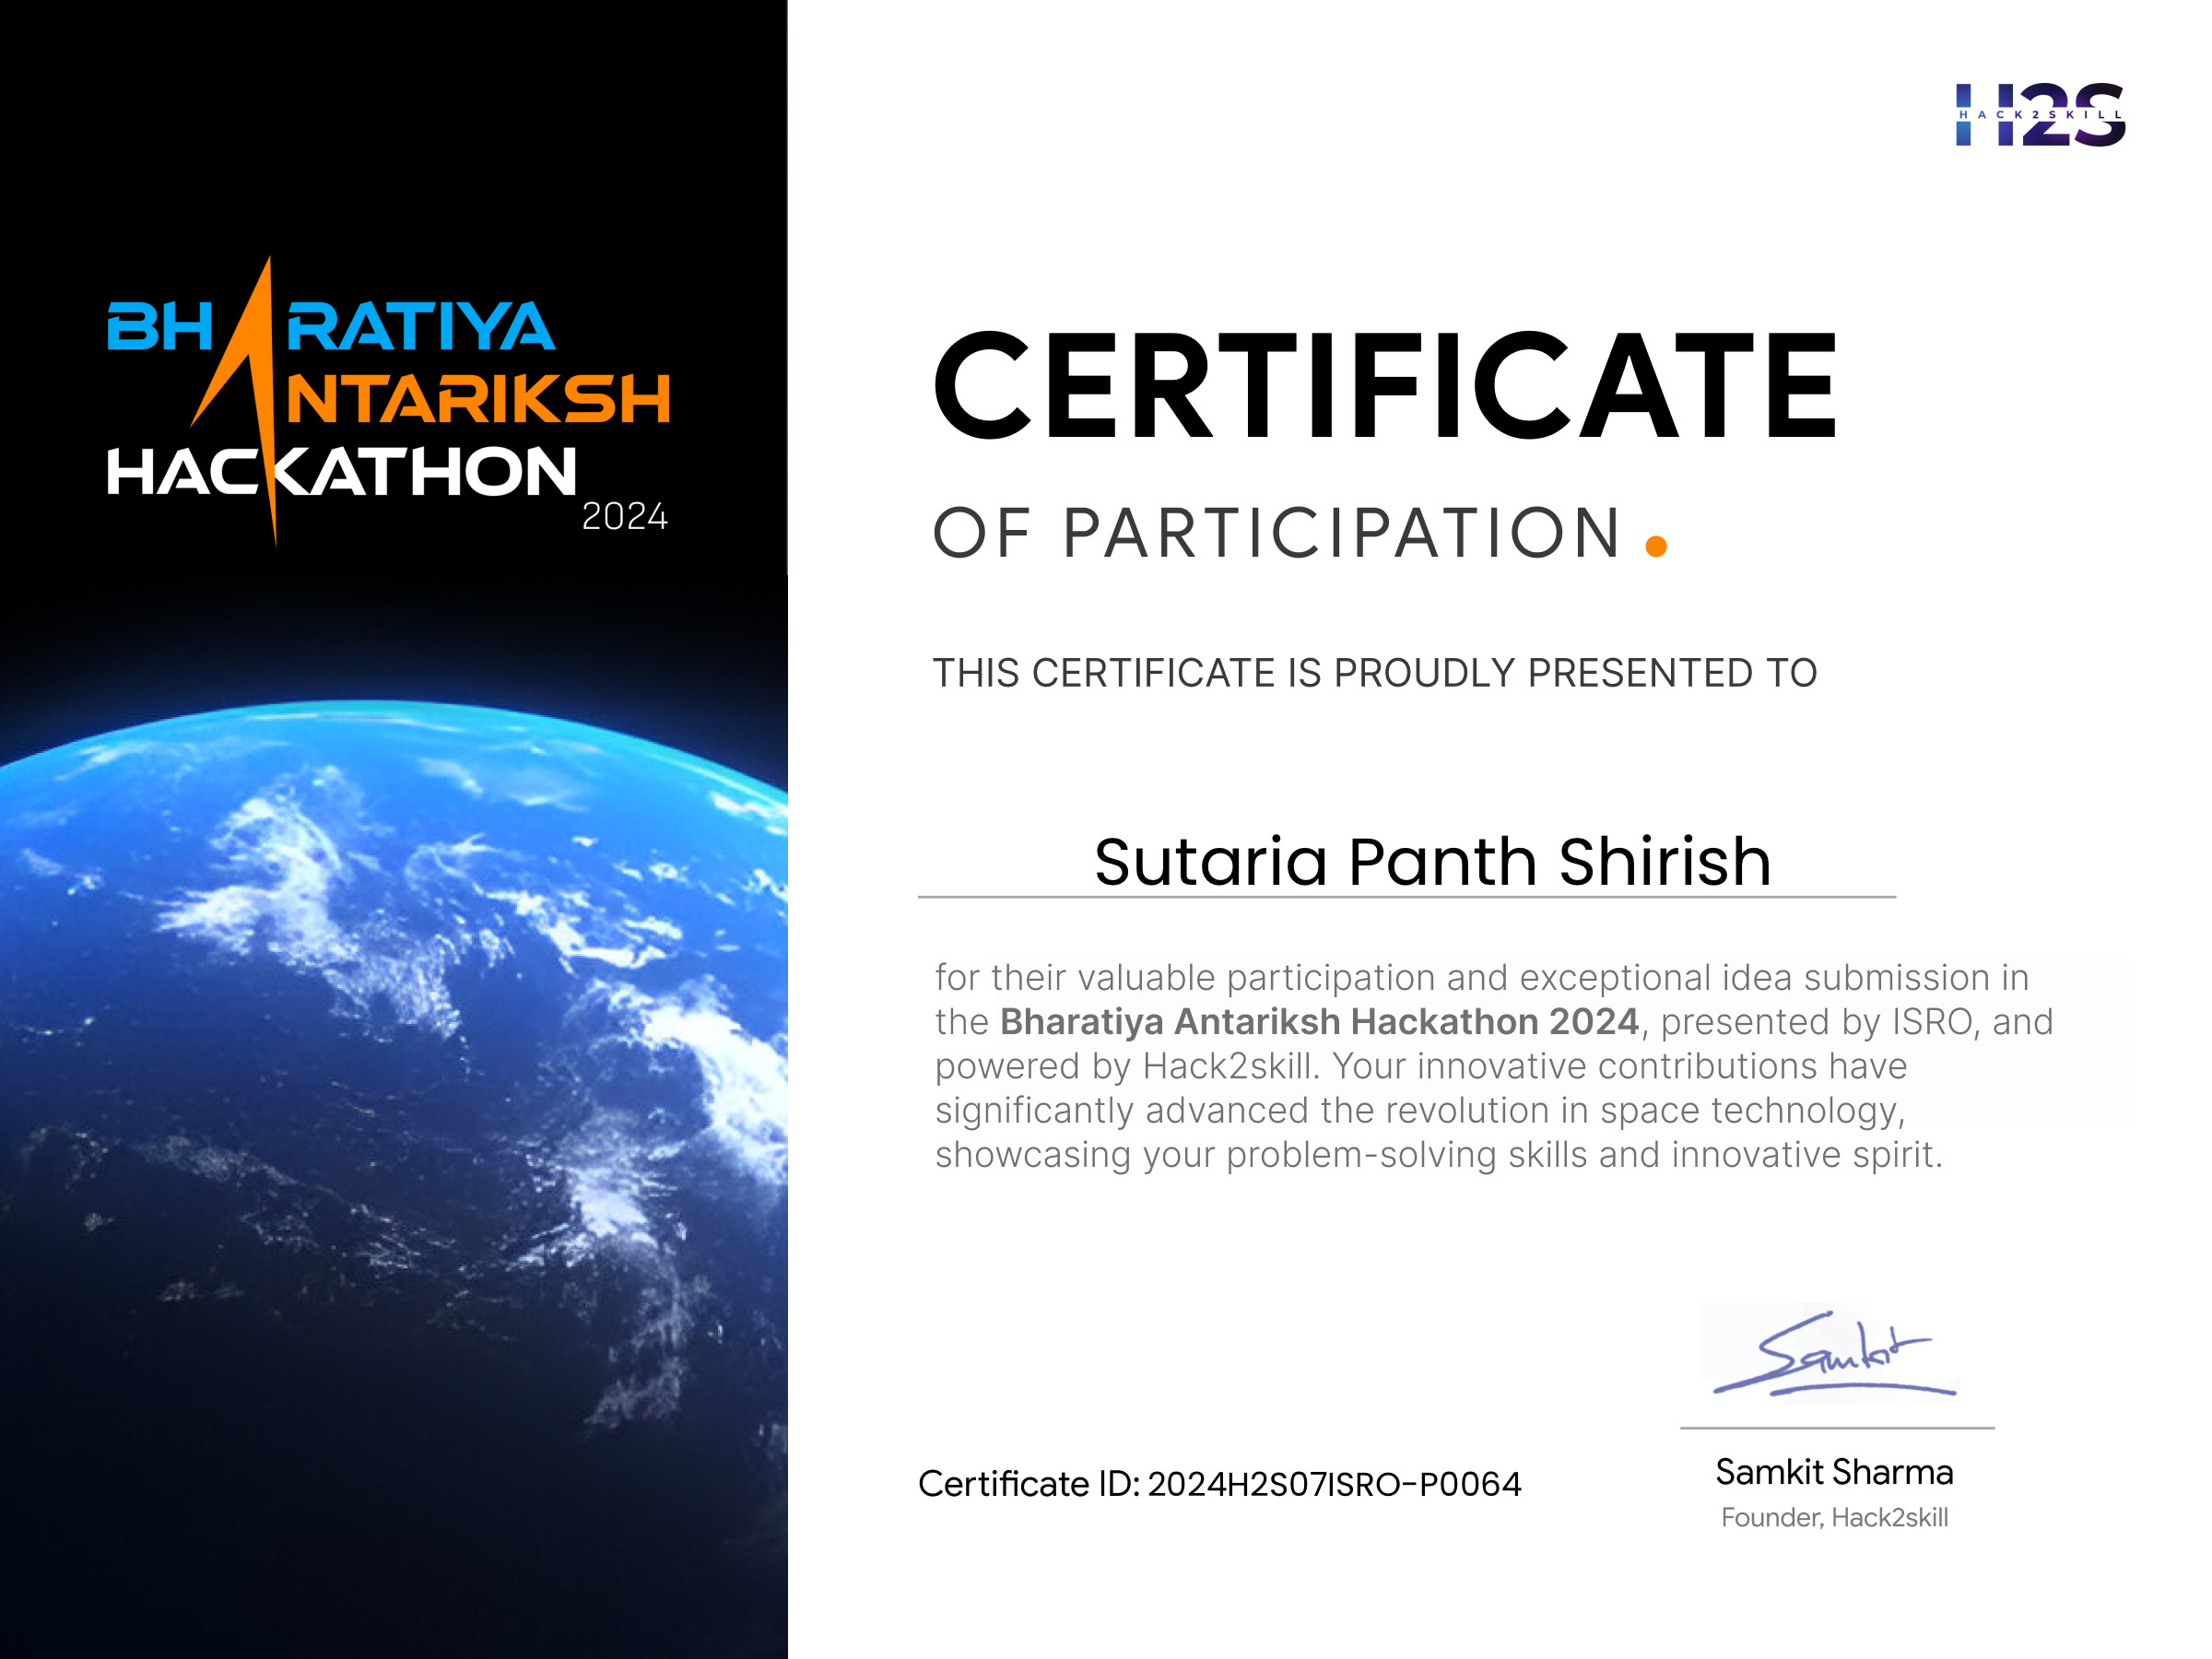 BHARATIYA
ANTARIKSH
HACKATHON
2024
H2S
HACK2SKILL
CERTIFICATE
OF PARTICIPATION
THIS CERTIFICATE IS PROUDLY PRESENTED TO
Sutaria Panth Shirish
for their valuable participation and exceptional idea submission in
the Bharatiya Antariksh Hackathon 2024, presented by ISRO, and
powered by Hack2skill. Your innovative contributions have
significantly advanced the revolution in space technology,
showcasing your problem-solving skills and innovative spirit.
Samkit
Certificate ID: 2024H2S07ISRO-P0064
Samkit Sharma
Founder, Hack2skill